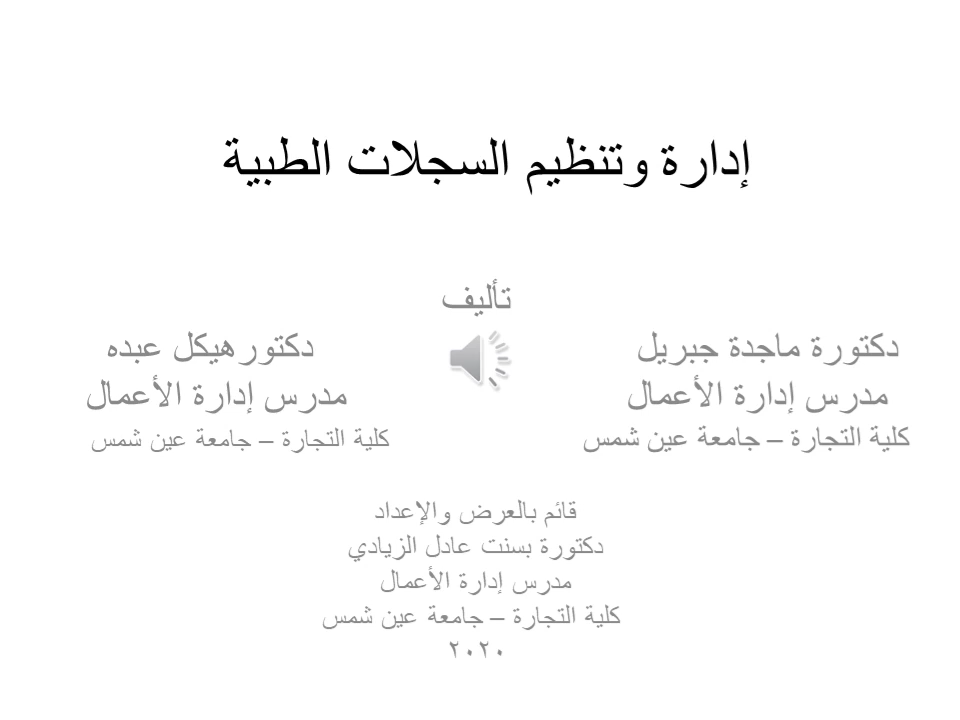 إدارة وتنظيم السجلات الطبية
تأليف
دكتورة ماجدة جبريل دكتورهيكل عبده
مدرس إدارة الأعمال مدرس إدارة الأعمال
كلية التجارة – جامعة عين شمس كلية التجارة – جامعة عين شمس
قائم بالعرض والإعداد
دكتورة بسنت عادل الزيادي
مدرس إدارة الأعمال
كلية التجارة – جامعة عين شمس
٢٠٢٠